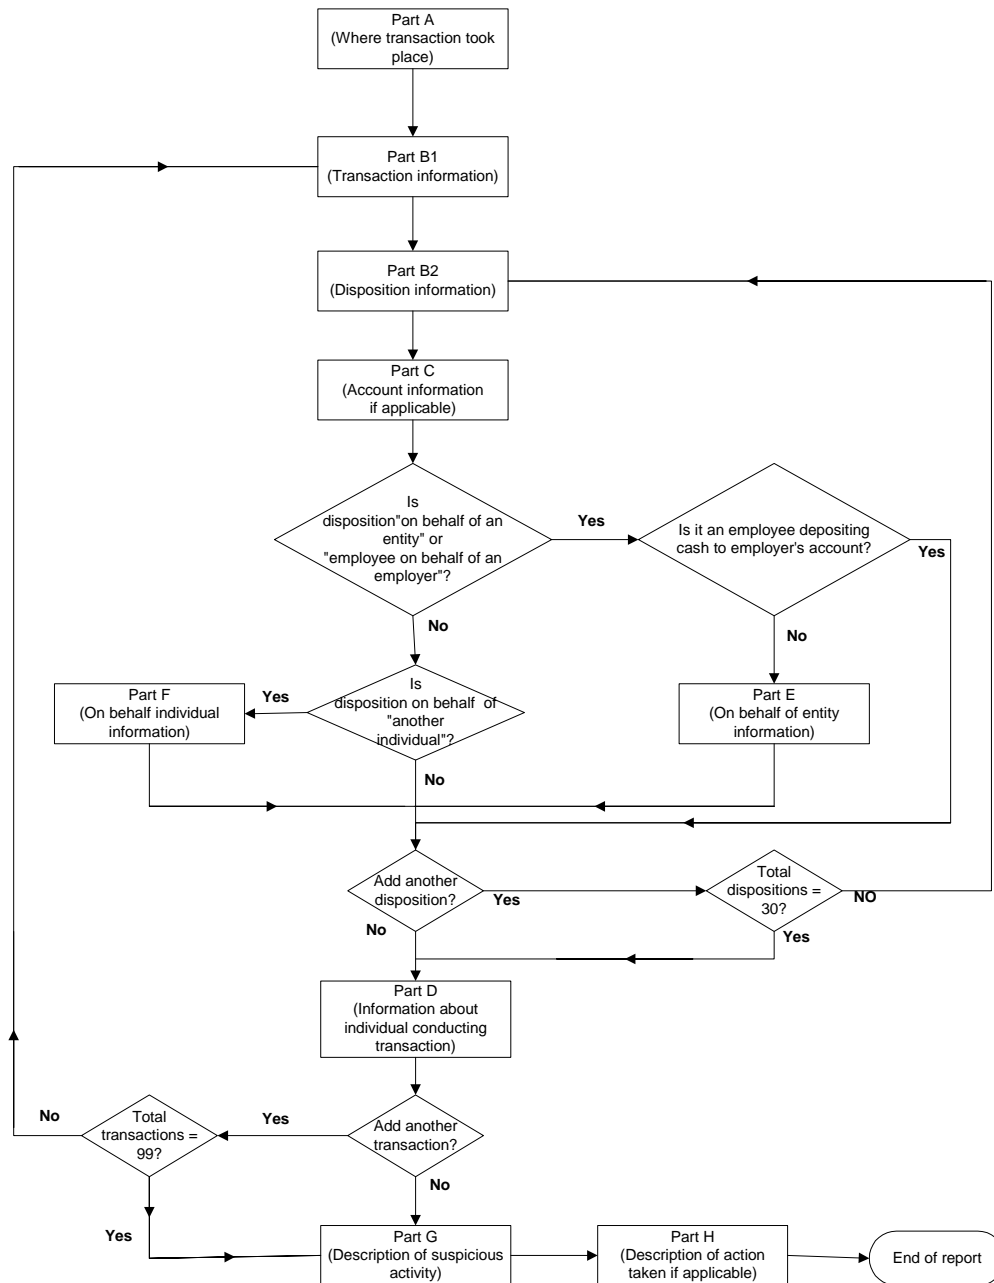 Part A
(Where transaction took
place)
Part B1
(Transaction information)
Part B2
(Disposition information)
Part C
(Account information
if applicable)
Is
disposition"on behalf of an
entity" or
"employee on behalf of an
employer"?
Yes
Is it an employee depositing
cash to employer's account?
Yes
No
No
Part F
(On behalf individual
information)
Yes
Is
disposition on behalf of
"another
individual"?
Part E
(On behalf of entity
information)
No
Add another
disposition?
Yes
Total
dispositions =
30?
NO
No
Yes
Part D
(Information about
individual conducting
transaction)
No
Total
transactions =
99?
Yes
Add another
transaction?
No
Yes
Part G
(Description of suspicious
activity)
Part H
(Description of action
taken if applicable)
End of report